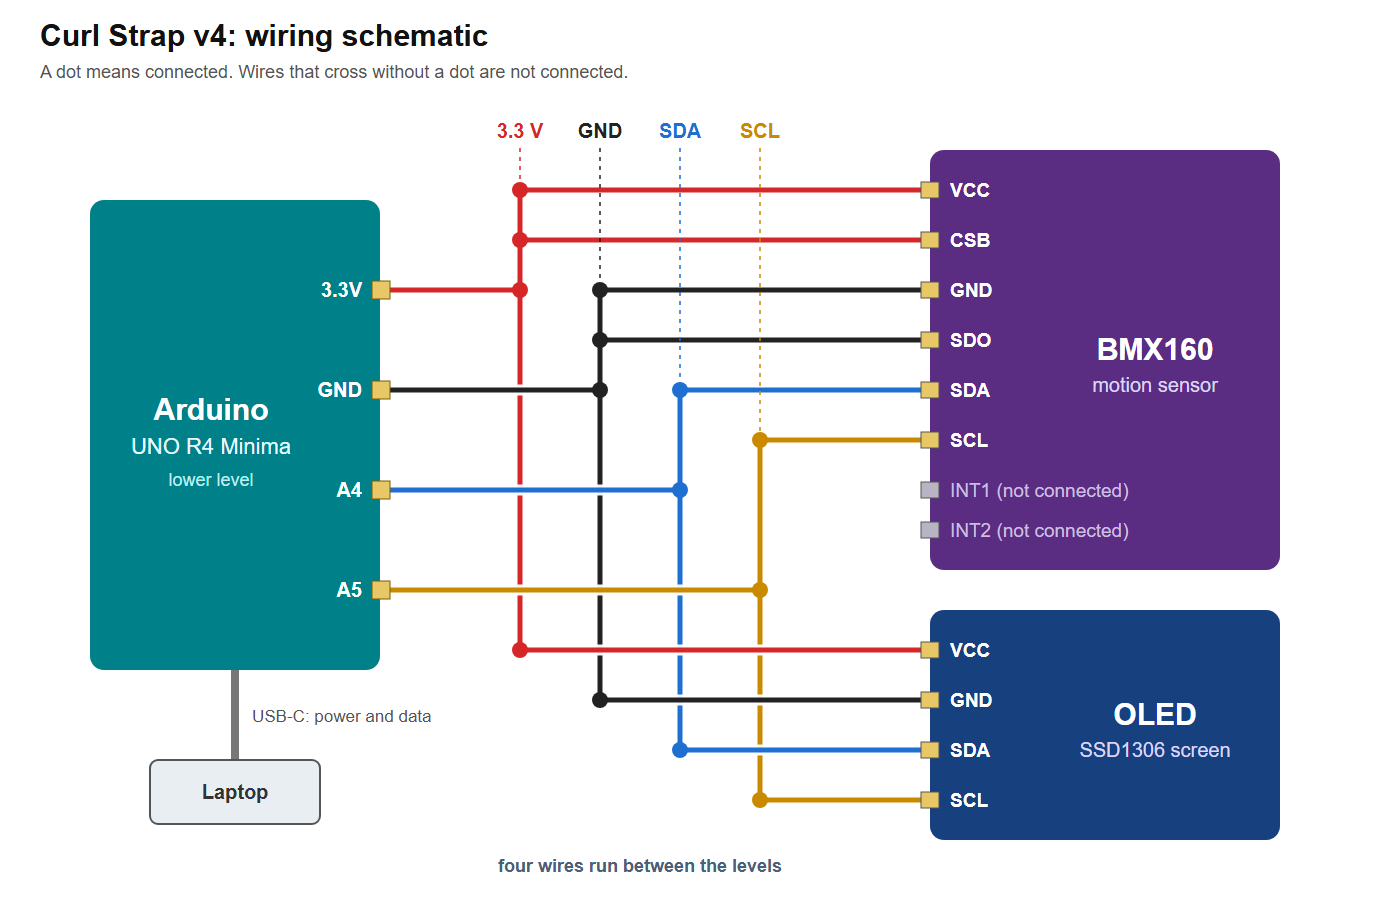 Curl Strap v4: wiring schematic
A dot means connected. Wires that cross without a dot are not connected.
3.3 V GND SDA SCL
Arduino
UNO R4 Minima
lower level
3.3V
GND
A4
A5
USB-C: power and data
Laptop
VCC
CSB
GND
SDO
SDA
SCL
INT1 (not connected)
INT2 (not connected)
BMX160
motion sensor
VCC
GND
SDA
SCL
OLED
SSD1306 screen
four wires run between the levels